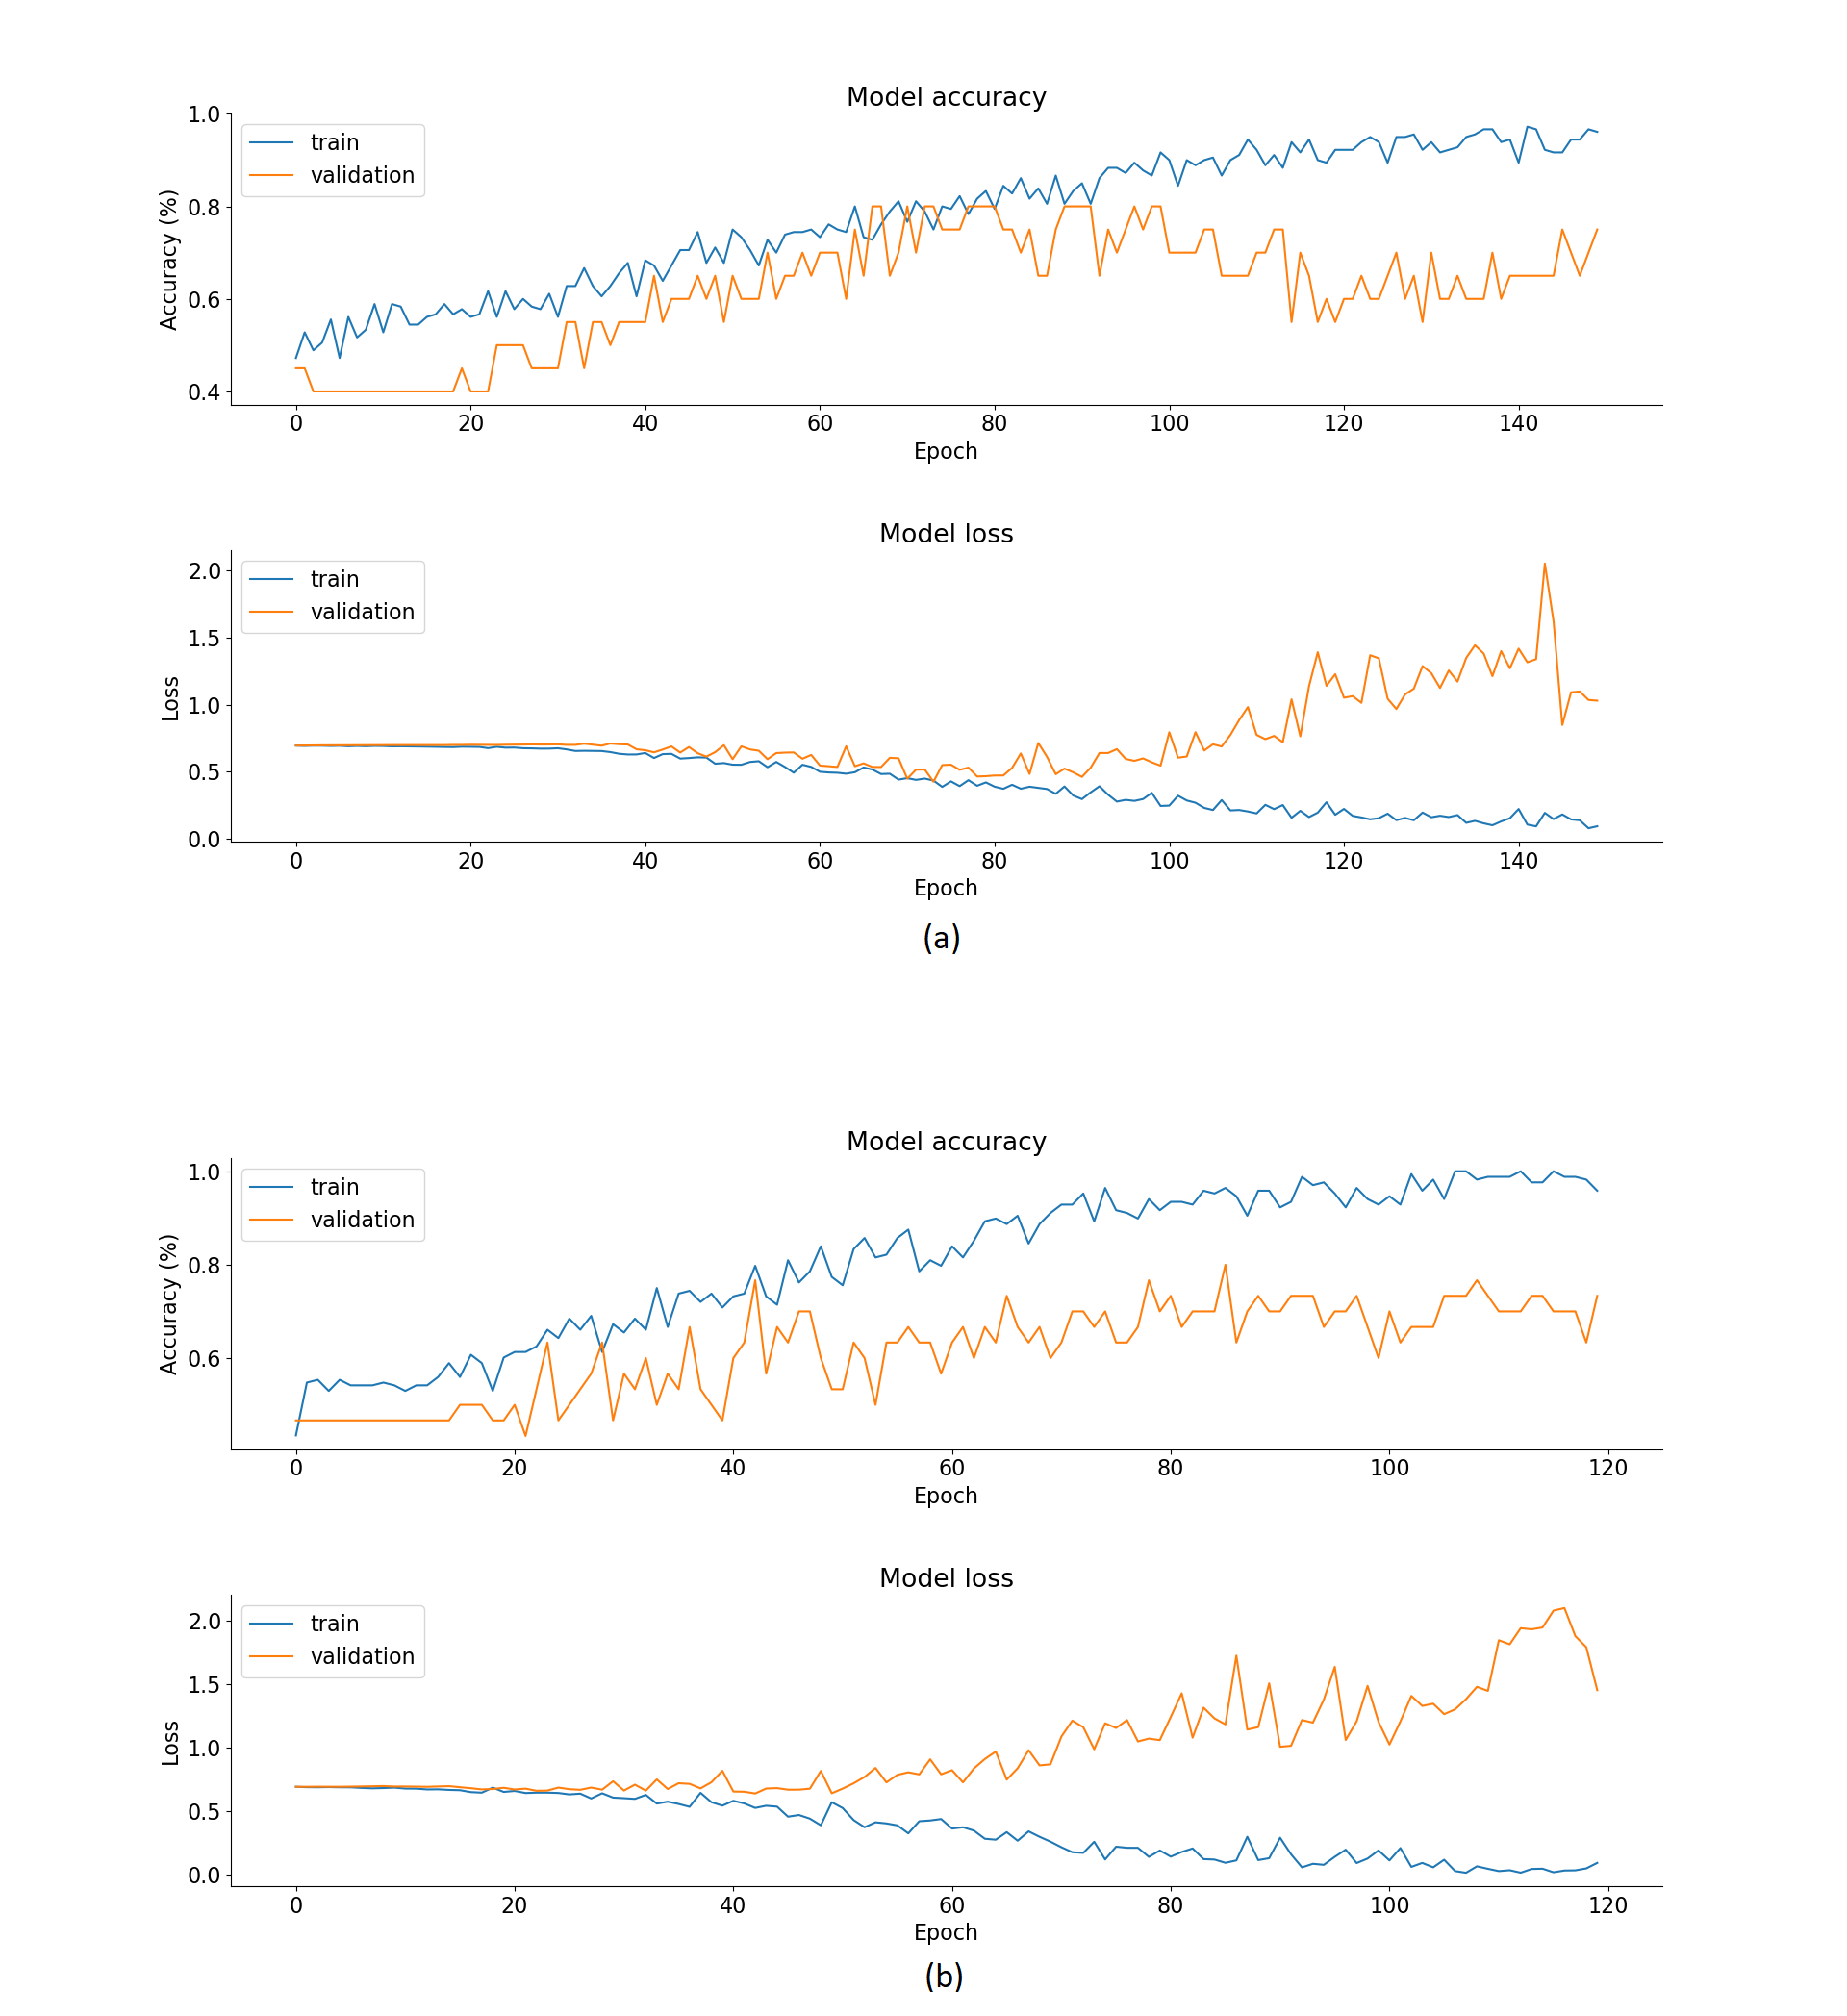 Model accuracy
train
validation
Accuracy (%)
1.0
0.8
0.6
0.4
0 20 40 60 80 100 120 140
Epoch
Model loss
train
validation
Loss
2.0
1.5
1.0
0.5
0.0
0 20 40 60 80 100 120 140
Epoch
(a)
Model accuracy
train
validation
Accuracy (%)
1.0
0.8
0.6
0 20 40 60 80 100 120
Epoch
Model loss
train
validation
Loss
2.0
1.5
1.0
0.5
0.0
0 20 40 60 80 100 120
Epoch
(b)